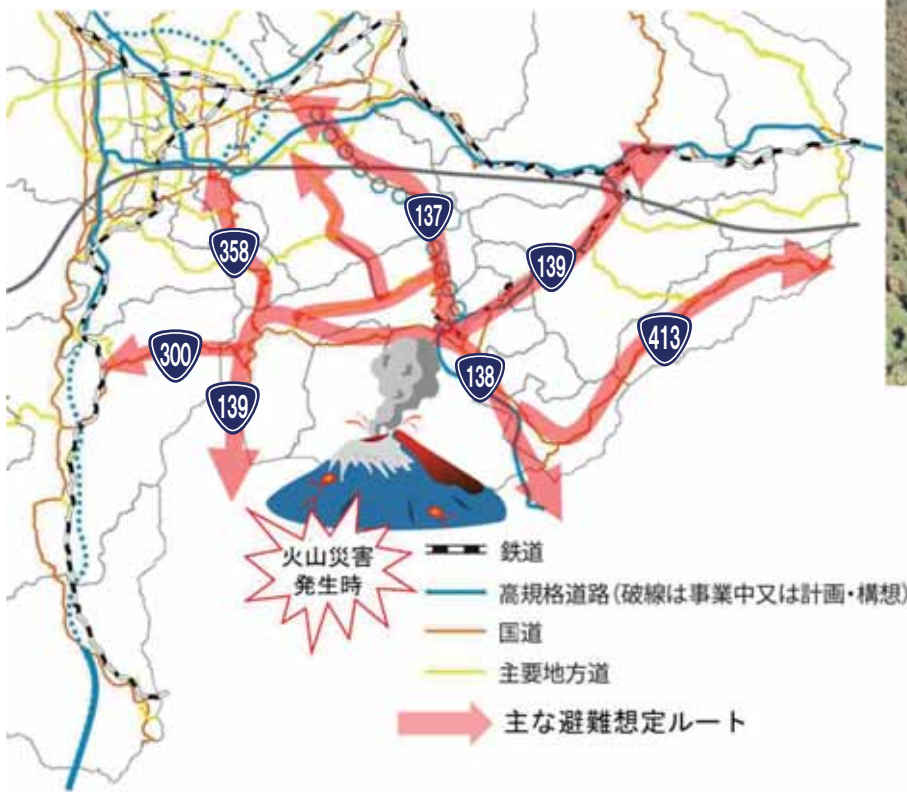 137
358
139
413
300
138
139
火山災害
発生時
鉄道
高規格道路(破線は事業中又は計画・構想)
国道
主要地方道
主な避難想定ルート